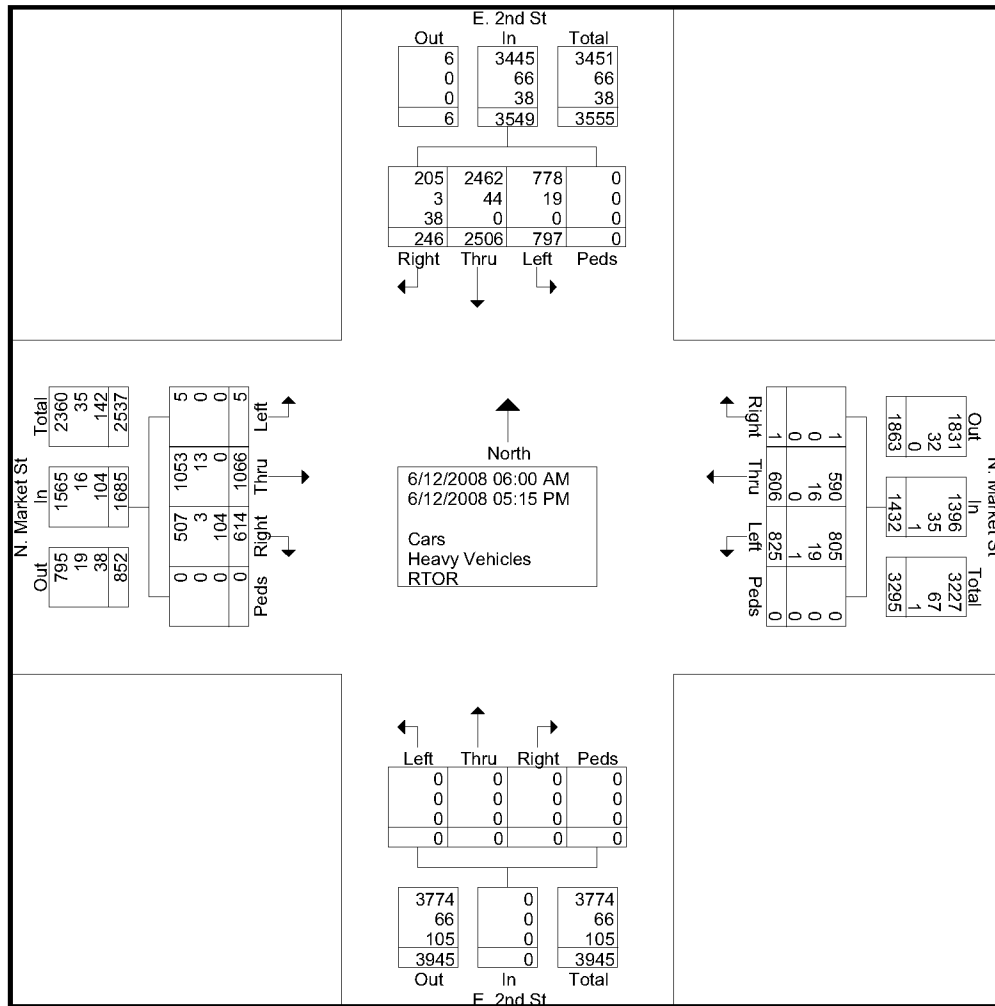 E. 2nd St
Out In Total
6 3445 3451
0 66 66
0 38 38
6 3549 3555
205 2462 778 0
3 44 19 0
38 0 0 0
246 2506 797 0
Right Thru Left Peds
N. Market St
Total In Out
2360 1565 795
35 16 19
142 104 38
2537 1685 852
5 1053 507 0
0 13 3 0
0 0 104 0
5 1066 614 0
Left Thru Right Peds
North
6/12/2008 06:00 AM
6/12/2008 05:15 PM
Cars
Heavy Vehicles
RTOR
N. Market St
Out In Total
1831 1396 3227
32 35 67
0 1 1
1863 1432 3295
1 590 805 0
0 16 19 0
0 0 1 0
1 606 825 0
Right Thru Left Peds
Left Thru Right Peds
0 0 0 0
0 0 0 0
0 0 0 0
0 0 0 0
3774 0 3774
66 0 66
105 0 105
3945 0 3945
Out In Total
E. 2nd St